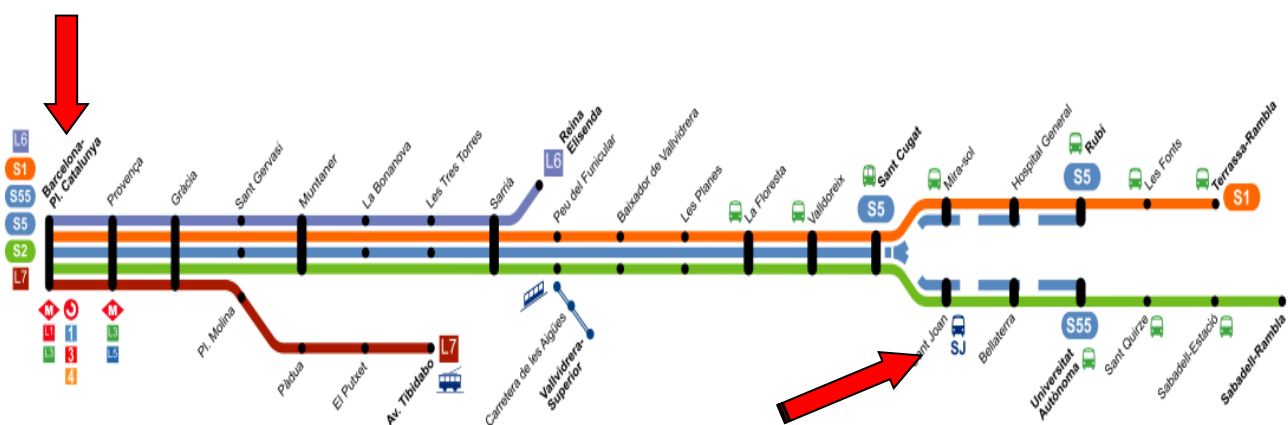 L6
S1
S55
S5
S2
L7
Barcelona-
Pl. Catalunya
Provença
Gràcia
Sant Gervasi
Muntaner
La Bonanova
Les Tres Torres
Sarrià
L6
Reina
Elisenda
Peu del Funicular
Baixador de Vallvidrera
Les Planes
La Floresta
Valldoreix
Sant Cugat
S5
Mira-sol
Hospital General
Rubí
S5
Les Fonts
Terrassa-Rambla
S1
M
L1
L3
1
3
4
M
L3
L5
Pl. Molina
Pàdua
El Putxet
Av. Tibidabo
L7
Carretera de les Aigües
Vallvidrera-
Superior
Sant Joan
SJ
Bellaterra
S55
Universitat
Autònoma
Sant Quirze
Sabadell-Estació
Sabadell-Rambla